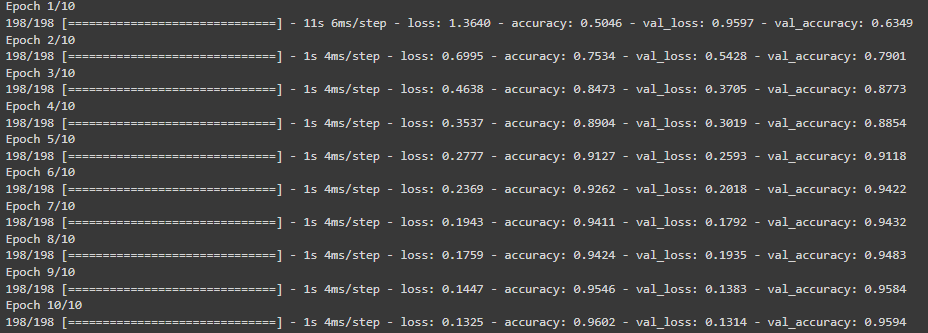 Epoch 1/10
198/198 [==============================] - 11s 6ms/step - loss: 1.3640 - accuracy: 0.5046 - val_loss: 0.9597 - val_accuracy: 0.6349
Epoch 2/10
198/198 [==============================] - 1s 4ms/step - loss: 0.6995 - accuracy: 0.7534 - val_loss: 0.5428 - val_accuracy: 0.7901
Epoch 3/10
198/198 [==============================] - 1s 4ms/step - loss: 0.4638 - accuracy: 0.8473 - val_loss: 0.3705 - val_accuracy: 0.8773
Epoch 4/10
198/198 [==============================] - 1s 4ms/step - loss: 0.3537 - accuracy: 0.8904 - val_loss: 0.3019 - val_accuracy: 0.8854
Epoch 5/10
198/198 [==============================] - 1s 4ms/step - loss: 0.2777 - accuracy: 0.9127 - val_loss: 0.2593 - val_accuracy: 0.9118
Epoch 6/10
198/198 [==============================] - 1s 4ms/step - loss: 0.2369 - accuracy: 0.9262 - val_loss: 0.2018 - val_accuracy: 0.9422
Epoch 7/10
198/198 [==============================] - 1s 4ms/step - loss: 0.1943 - accuracy: 0.9411 - val_loss: 0.1792 - val_accuracy: 0.9432
Epoch 8/10
198/198 [==============================] - 1s 4ms/step - loss: 0.1759 - accuracy: 0.9424 - val_loss: 0.1935 - val_accuracy: 0.9483
Epoch 9/10
198/198 [==============================] - 1s 4ms/step - loss: 0.1447 - accuracy: 0.9546 - val_loss: 0.1383 - val_accuracy: 0.9584
Epoch 10/10
198/198 [==============================] - 1s 4ms/step - loss: 0.1325 - accuracy: 0.9602 - val_loss: 0.1314 - val_accuracy: 0.9594